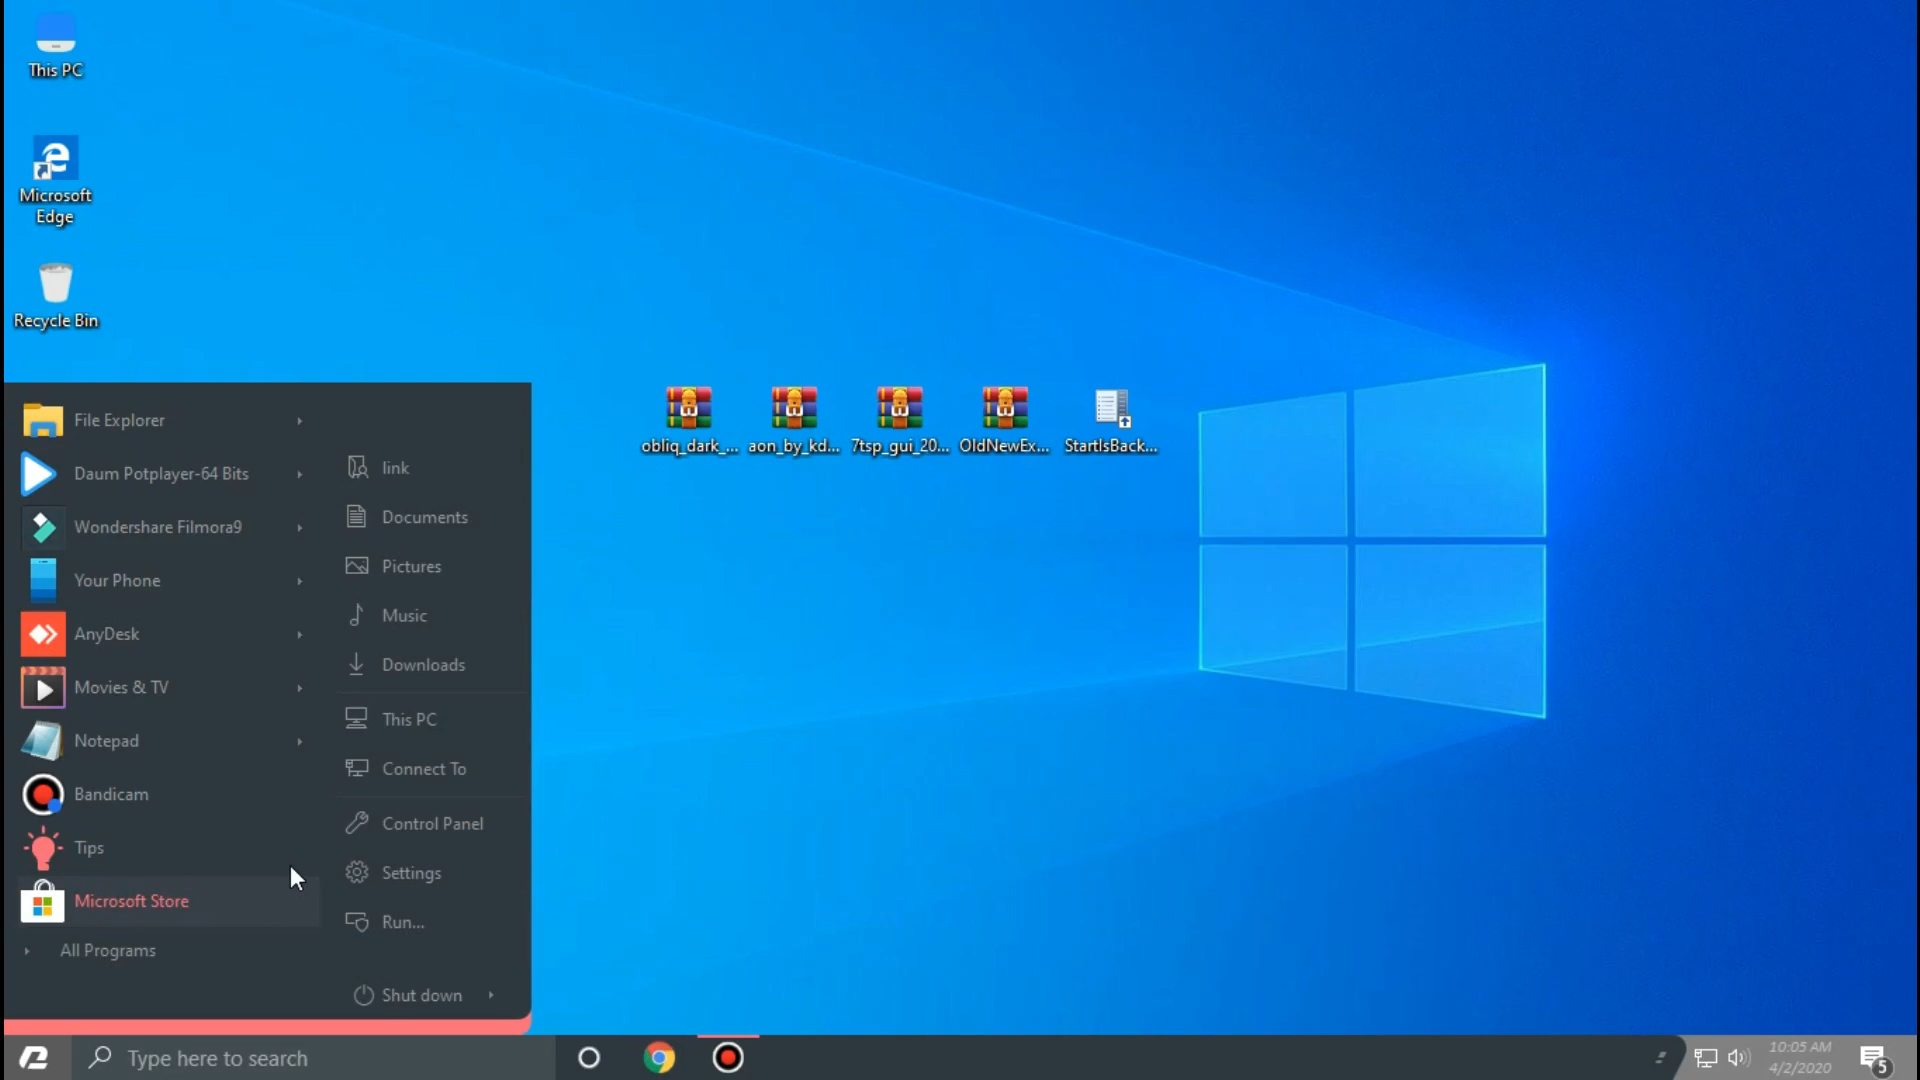 This PC
Microsoft
Edge
Recycle Bin
obliq_dark_...
aon_by_kd...
7tsp_gui_20...
OldNewEx...
StartIsBack...
File Explorer
Daum Potplayer-64 Bits
Wondershare Filmora9
Your Phone
AnyDesk
Movies & TV
Notepad
Bandicam
Tips
Microsoft Store
All Programs
link
Documents
Pictures
Music
Downloads
This PC
Connect To
Control Panel
Settings
Run...
Shut down
Type here to search
10:05 AM
4/2/2020
5